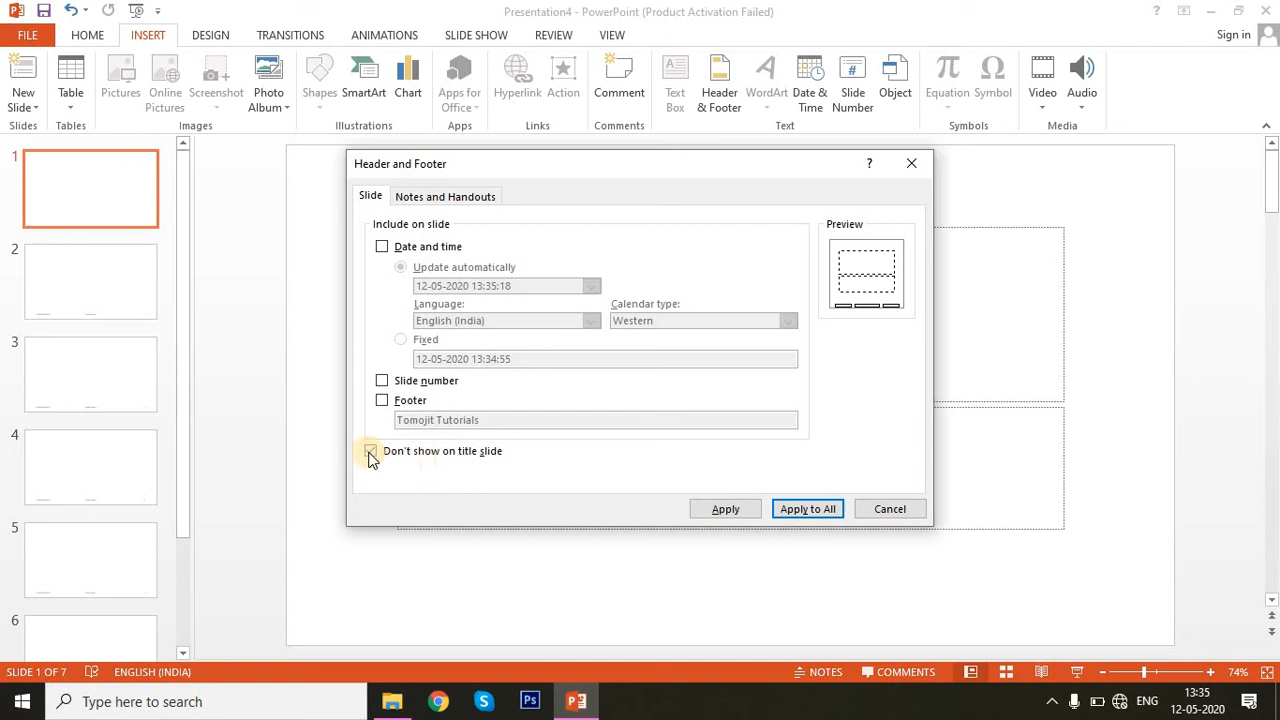 Presentation4 - PowerPoint (Product Activation Failed)
FILE HOME INSERT DESIGN TRANSITIONS ANIMATIONS SLIDE SHOW REVIEW VIEW Sign in
New Slide
Table
Pictures
Online Pictures
Screenshot
Photo Album
Shapes
SmartArt
Chart
Apps for Office
Hyperlink
Action
Comment
Text Box
Header & Footer
WordArt
Date & Time
Slide Number
Object
Equation
Symbol
Video
Audio
Slides Tables Images Illustrations Apps Links Comments Text Symbols Media
1
2
3
4
5
6
Header and Footer
Slide Notes and Handouts
Include on slide
Preview
Date and time
Update automatically
12-05-2020 13:35:18
Language: Calendar type:
English (India) Western
Fixed
12-05-2020 13:34:55
Slide number
Footer
Tomojit Tutorials
Don't show on title slide
Apply Apply to All Cancel
SLIDE 1 OF 7 ENGLISH (INDIA) NOTES COMMENTS 74%
Type here to search
Ps
ENG
13:35
12-05-2020